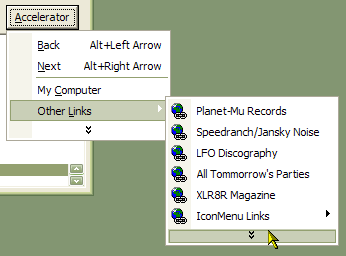 Accelerator
Back Alt+Left Arrow
Next Alt+Right Arrow
My Computer
Other Links
Planet-Mu Records
Speedranch/Jansky Noise
LFO Discography
All Tommorrow's Parties
XLR8R Magazine
IconMenu Links